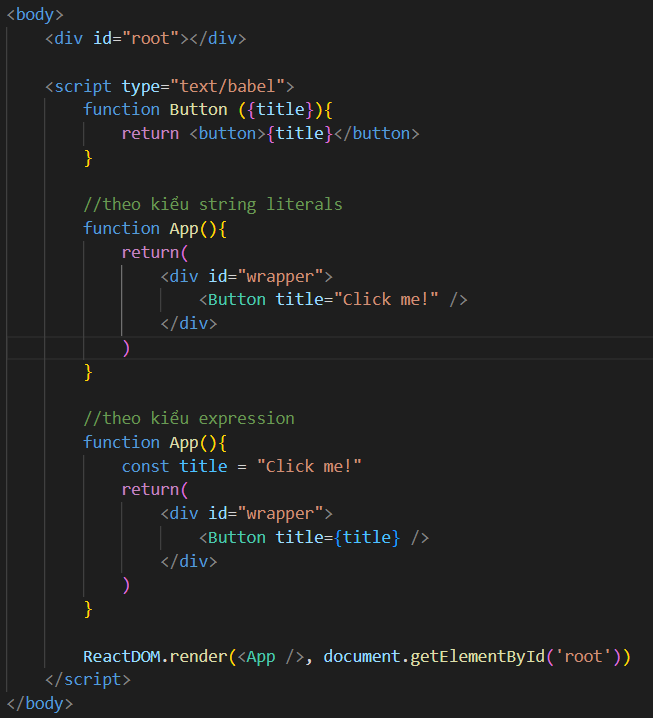 <body>
<div id="root"></div>
<script type="text/babel">
function Button ({title}){
return <button>{title}</button>
}
//theo kiểu string literals
function App(){
return(
<div id="wrapper">
<Button title="Click me!" />
</div>
)
}
//theo kiểu expression
function App(){
const title = "Click me!"
return(
<div id="wrapper">
<Button title={title} />
</div>
)
}
ReactDOM.render(<App />, document.getElementById('root'))
</script>
</body>